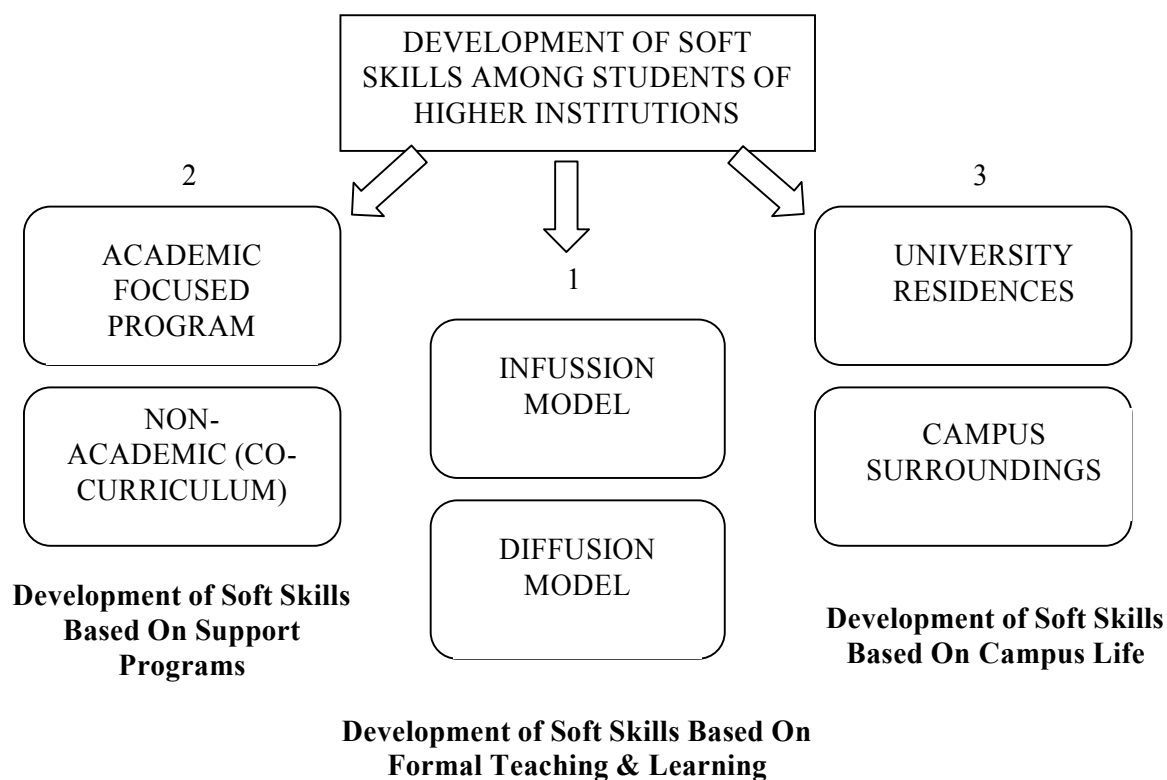 DEVELOPMENT OF SOFT
SKILLS AMONG STUDENTS OF
HIGHER INSTITUTIONS
2
ACADEMIC
FOCUSED
PROGRAM
NON-
ACADEMIC (CO-
CURRICULUM)
Development of Soft Skills
Based On Support
Programs
1
INFUSSION
MODEL
DIFFUSION
MODEL
Development of Soft Skills Based On
Formal Teaching & Learning
3
UNIVERSITY
RESIDENCES
CAMPUS
SURROUNDINGS
Development of Soft Skills
Based On Campus Life